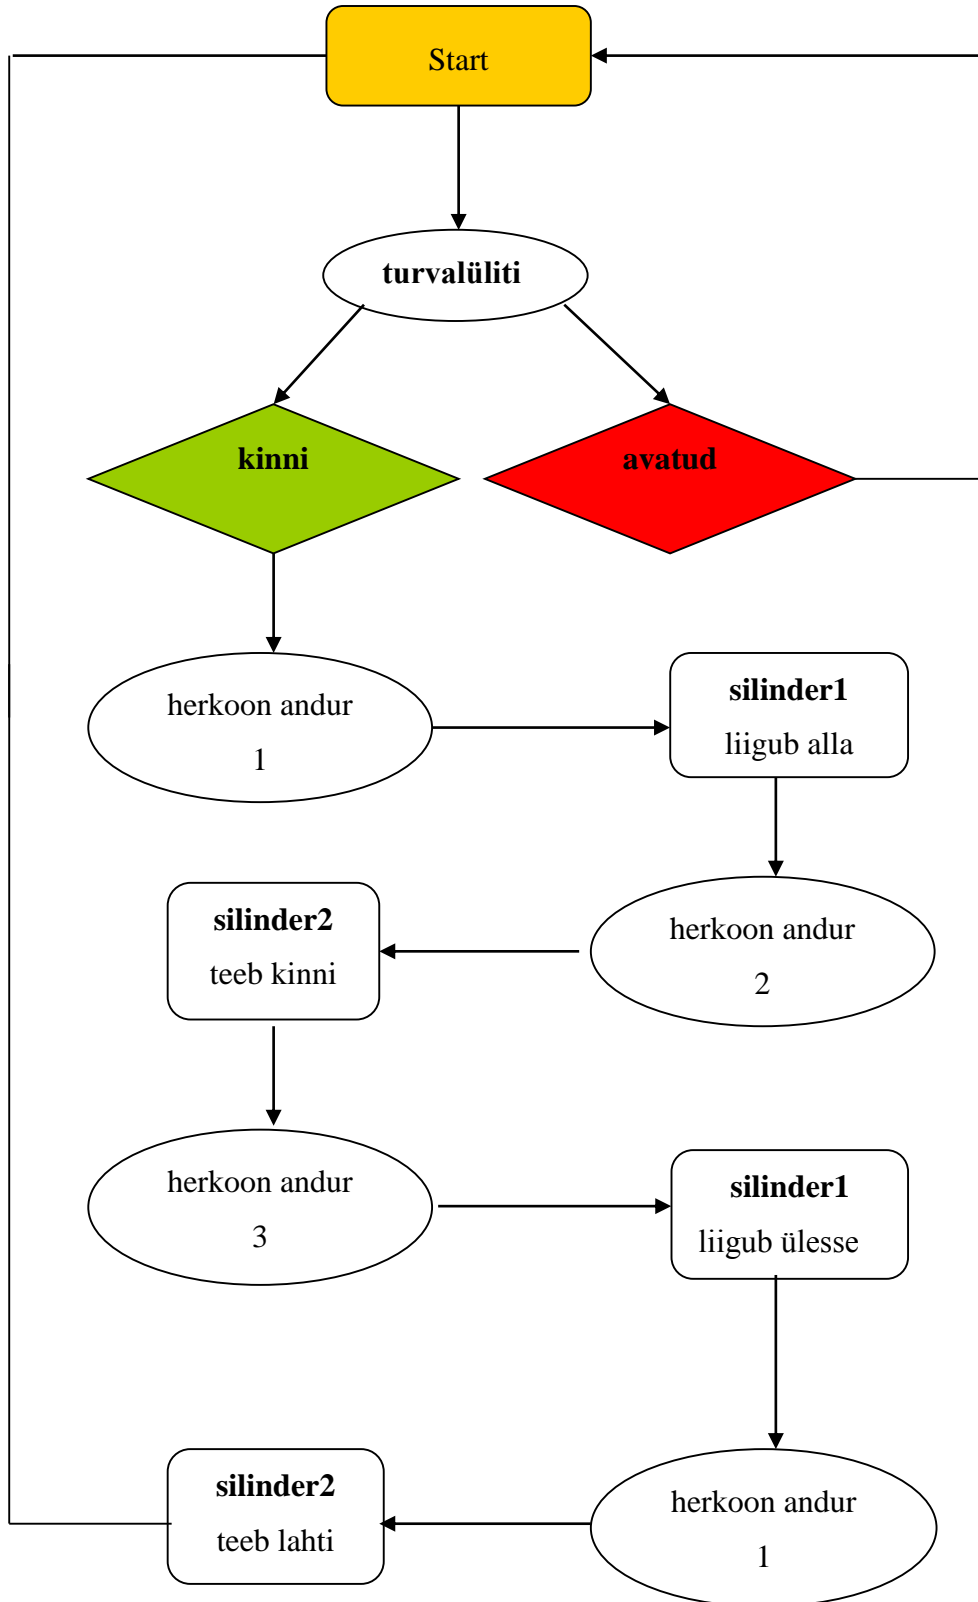 Start
turvalüliti
kinni
avatud
herkoon andur
1
silinder1
liigub alla
herkoon andur
2
silinder2
teeb kinni
herkoon andur
3
silinder1
liigub ülesse
herkoon andur
1
silinder2
teeb lahti